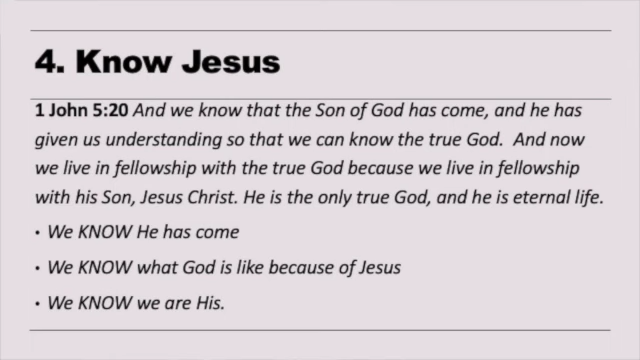 4. Know Jesus
1 John 5:20 And we know that the Son of God has come, and he has
given us understanding so that we can know the true God.  And now
we live in fellowship with the true God because we live in fellowship
with his Son, Jesus Christ. He is the only true God, and he is eternal life.
• We KNOW He has come
• We KNOW what God is like because of Jesus
• We KNOW we are His.